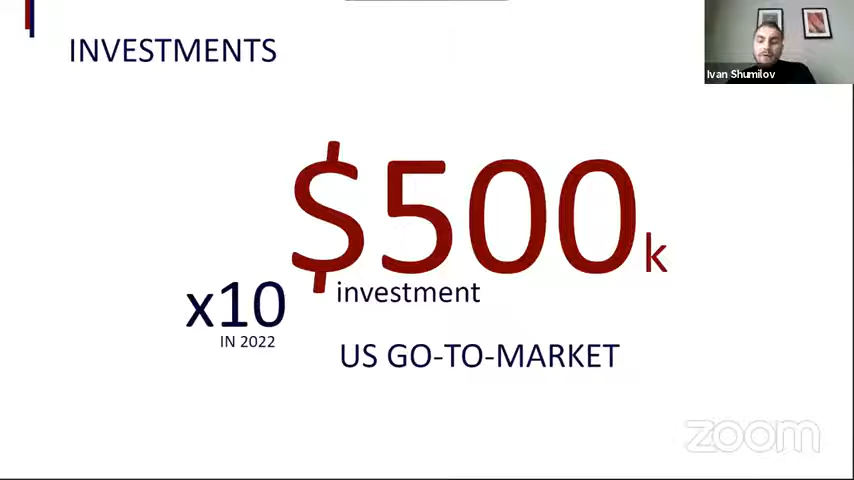 INVESTMENTS
Ivan Shumilov
$500k
investment
x10
IN 2022
US GO-TO-MARKET
zoom